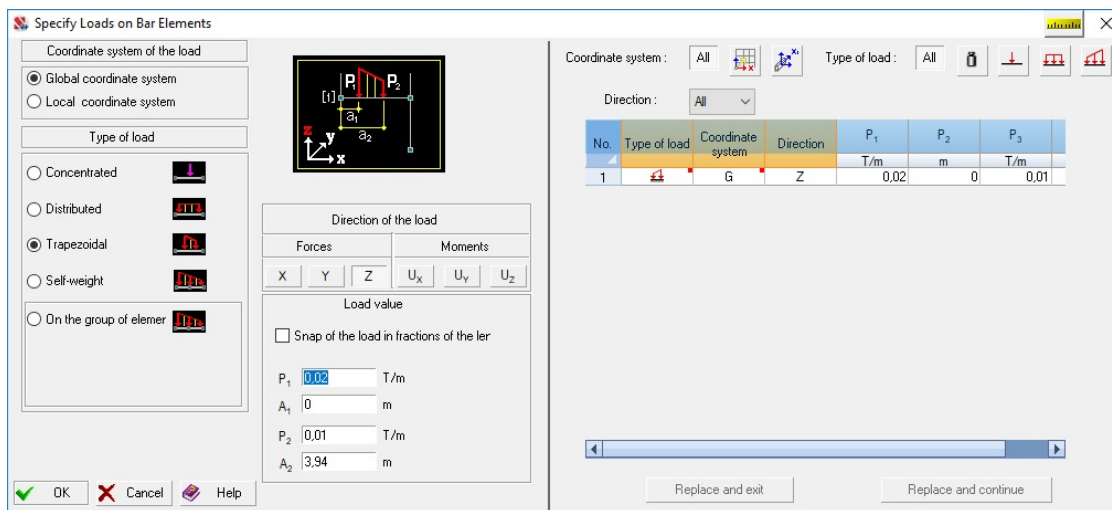 Specify Loads on Bar Elements
Coordinate system of the load
Global coordinate system
Local coordinate system
Type of load
Concentrated
Distributed
Trapezoidal
Self-weight
On the group of elemer
P1 P2
[1]
a1
a2
z
y
x
Direction of the load
Forces Moments
X Y Z UX UY UZ
Load value
Snap of the load in fractions of the ler
P1 0,02 T/m
A1 0 m
P2 0,01 T/m
A2 3,94 m
OK Cancel Help
Coordinate system : All Type of load : All
Direction : All
No. Type of load Coordinate system Direction P1 P2 P3
T/m m T/m
1 G Z 0,02 0 0,01
Replace and exit Replace and continue